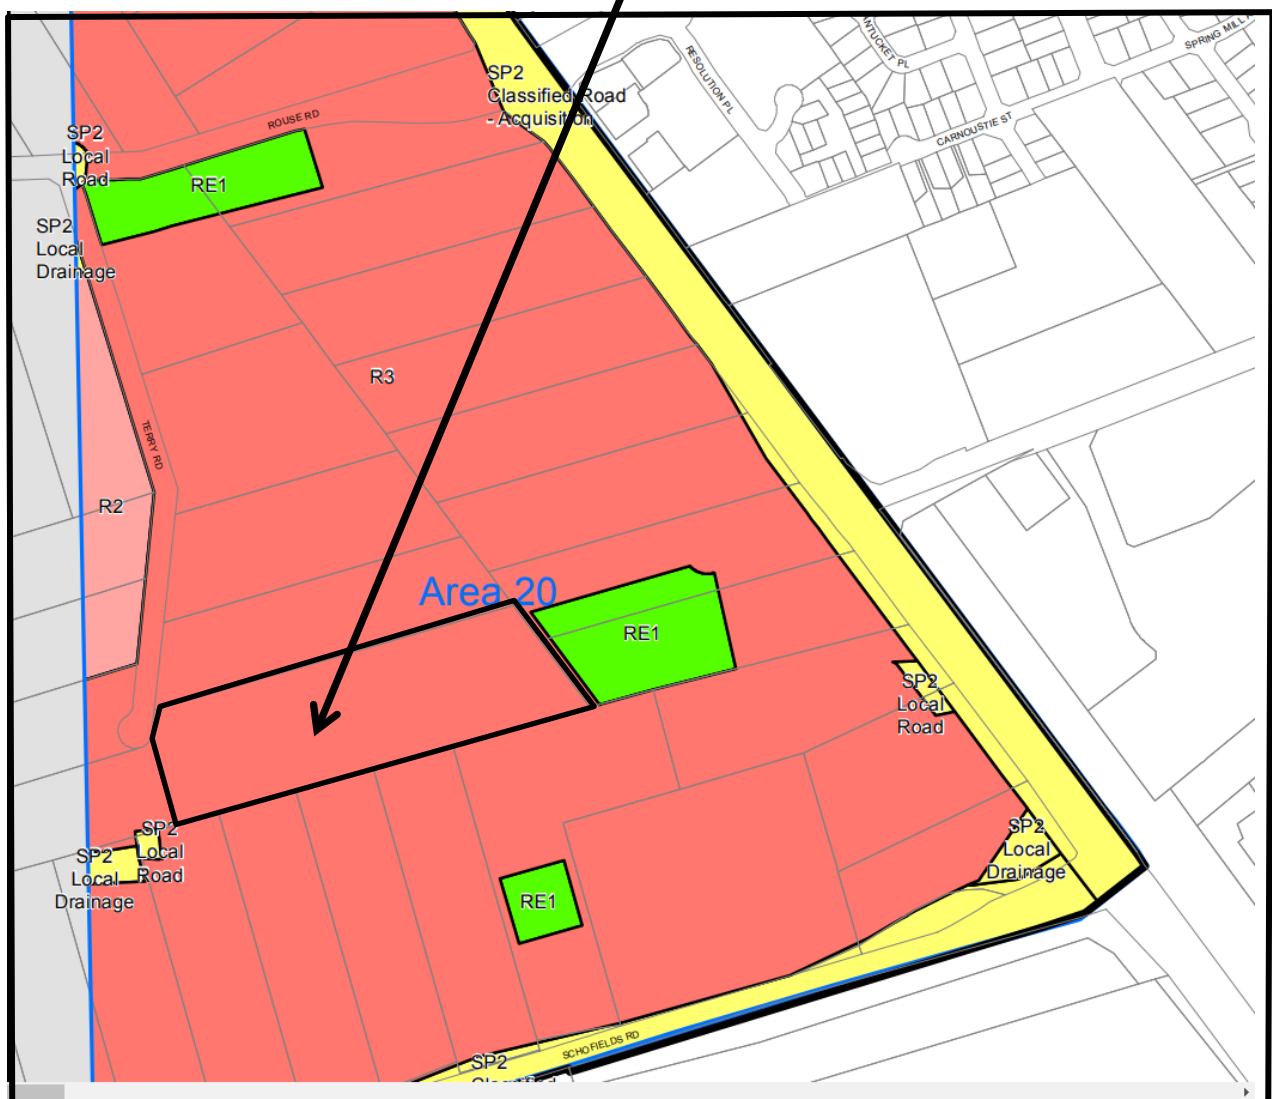 NTUCKET PL
SPRING MILL
RESOLUTION PL
SP2
Classified Road
- Acquisition
CARNOUSTIE ST
ROUSE RD
SP2
Local
Road
RE1
SP2
Local
Drainage
R3
TERRY RD
R2
Area 20
RE1
SP2
Local
Road
SP2
Local
Road
SP2
Local
Drainage
SP2
Local
Drainage
RE1
SCHOFIELDS RD
SP2